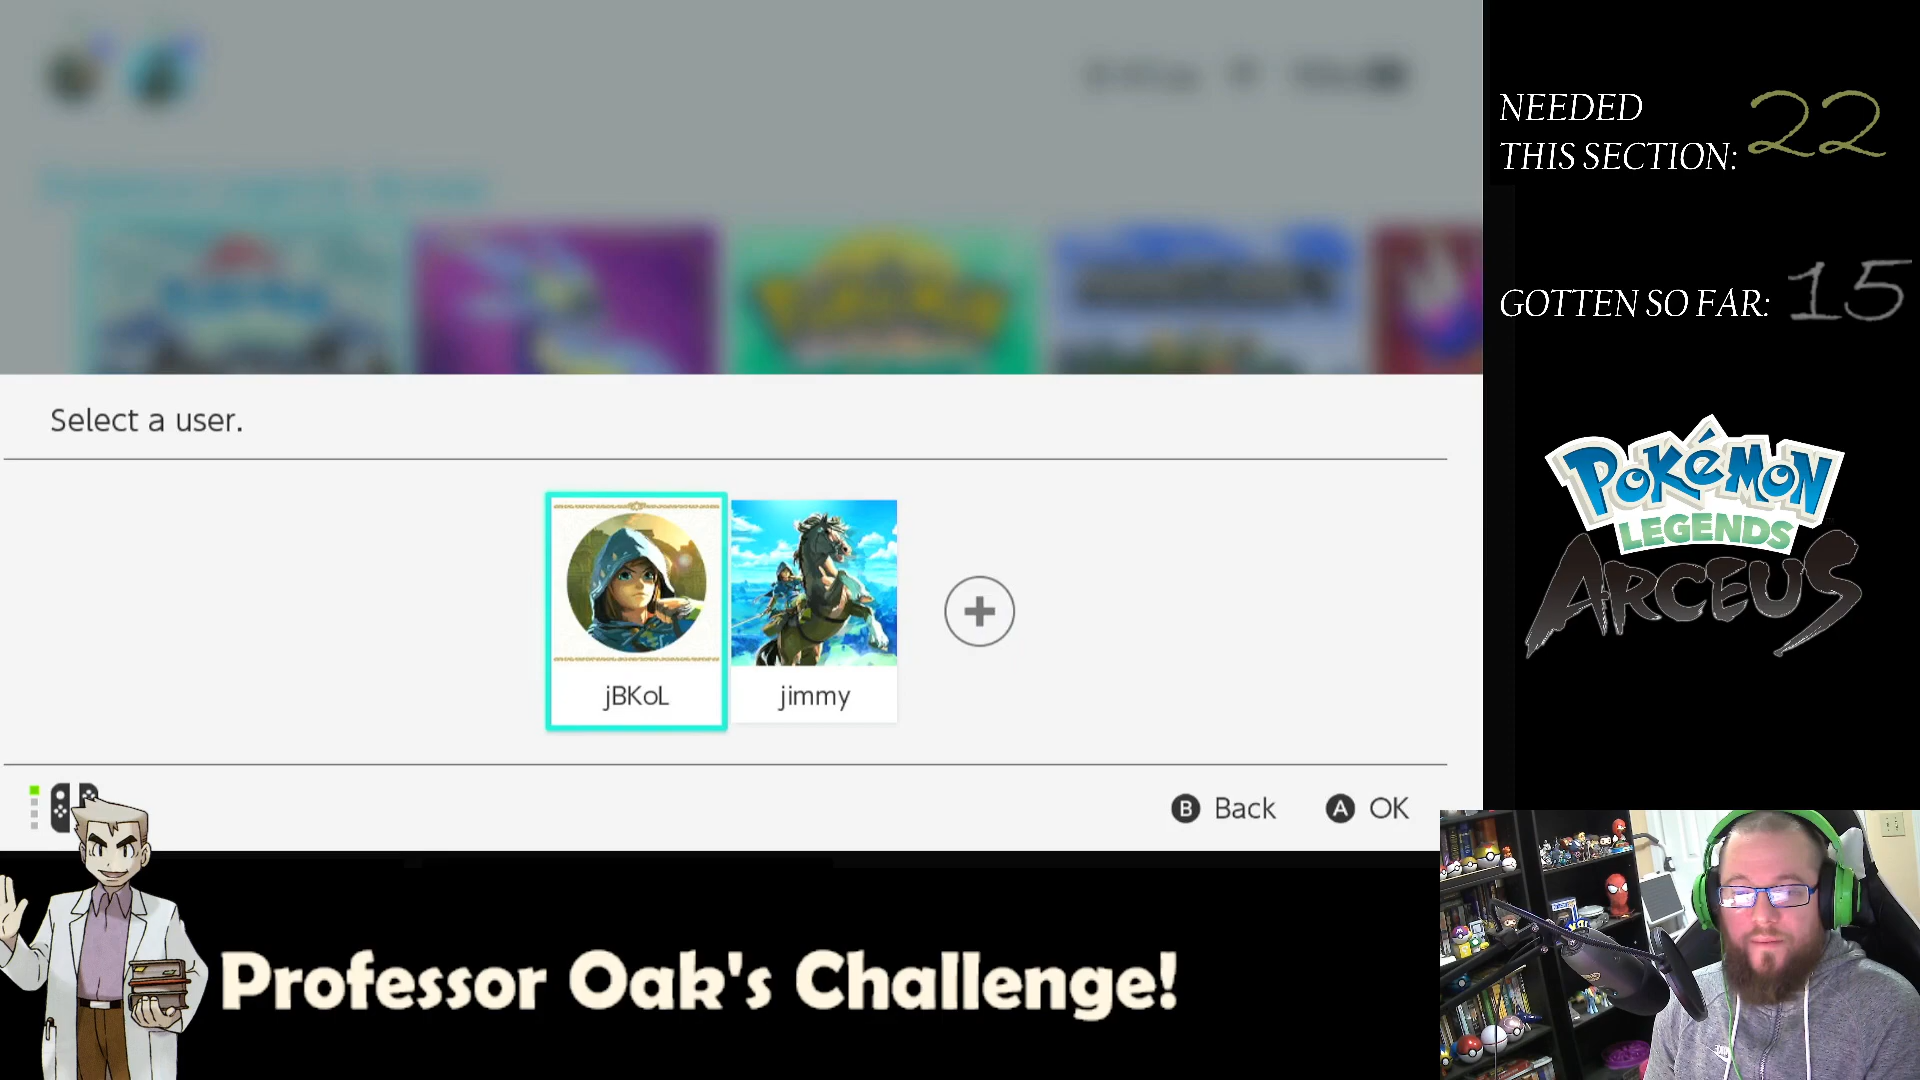 Select a user.
jBKoL
jimmy
B Back
A OK
NEEDED
THIS SECTION: 22
GOTTEN SO FAR: 15
POKéMON
LEGENDS
ARCEUS
Professor Oak's Challenge!